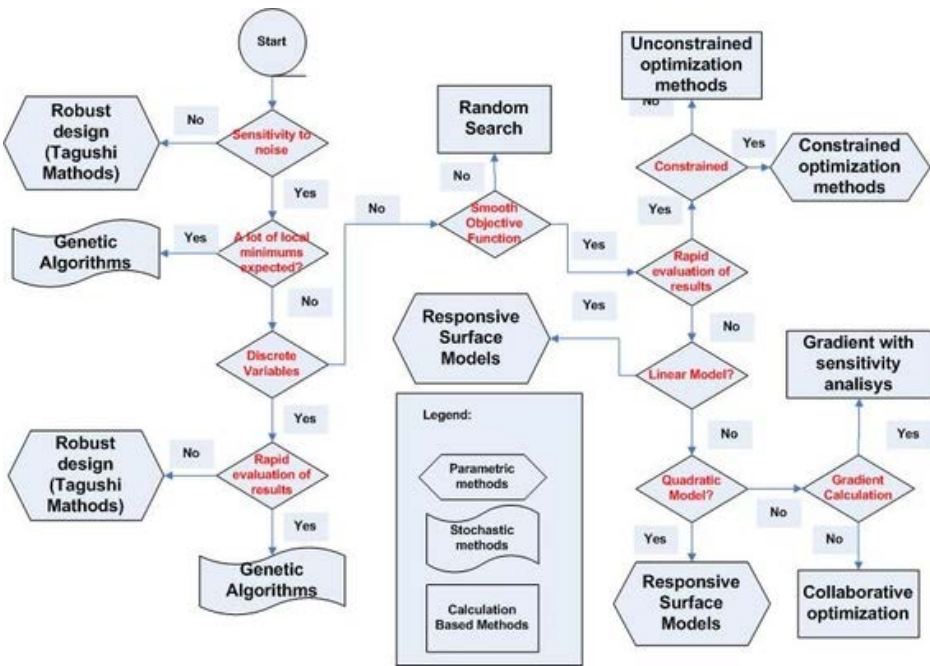 Start
No
Robust
design
(Tagushi
Mathods)
Sensitivity to
noise
Yes
Yes
Genetic
Algorithms
A lot of local
minimums
expected?
No
Discrete
Variables
No
Yes
No
Robust
design
(Tagushi
Mathods)
Rapid
evaluation of
results
Yes
Genetic
Algorithms
Random
Search
No
Smooth
Objective
Function
Yes
Unconstrained
optimization
methods
No
Constrained
Yes
Constrained
optimization
methods
Yes
Rapid
evaluation of
results
No
Yes
Responsive
Surface
Models
Linear Model?
No
Quadratic
Model?
No
Yes
Responsive
Surface
Models
Gradient with
sensitivity
analisys
Yes
Gradient
Calculation
No
Collaborative
optimization
Legend:
Parametric
methods
Stochastic
methods
Calculation
Based Methods